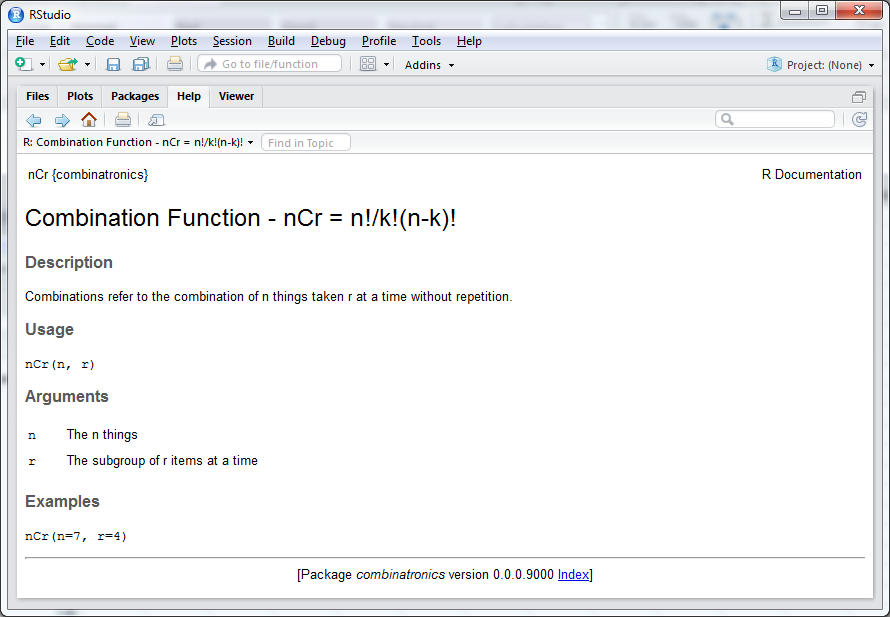 RStudio
File Edit Code View Plots Session Build Debug Profile Tools Help
Go to file/function Addins Project: (None)
Files Plots Packages Help Viewer
R: Combination Function - nCr = n!/k!(n-k)! Find in Topic
nCr {combinatronics} R Documentation
Combination Function - nCr = n!/k!(n-k)!
Description
Combinations refer to the combination of n things taken r at a time without repetition.
Usage
nCr(n, r)
Arguments
n The n things
r The subgroup of r items at a time
Examples
nCr(n=7, r=4)
[Package combinatronics version 0.0.0.9000 Index]